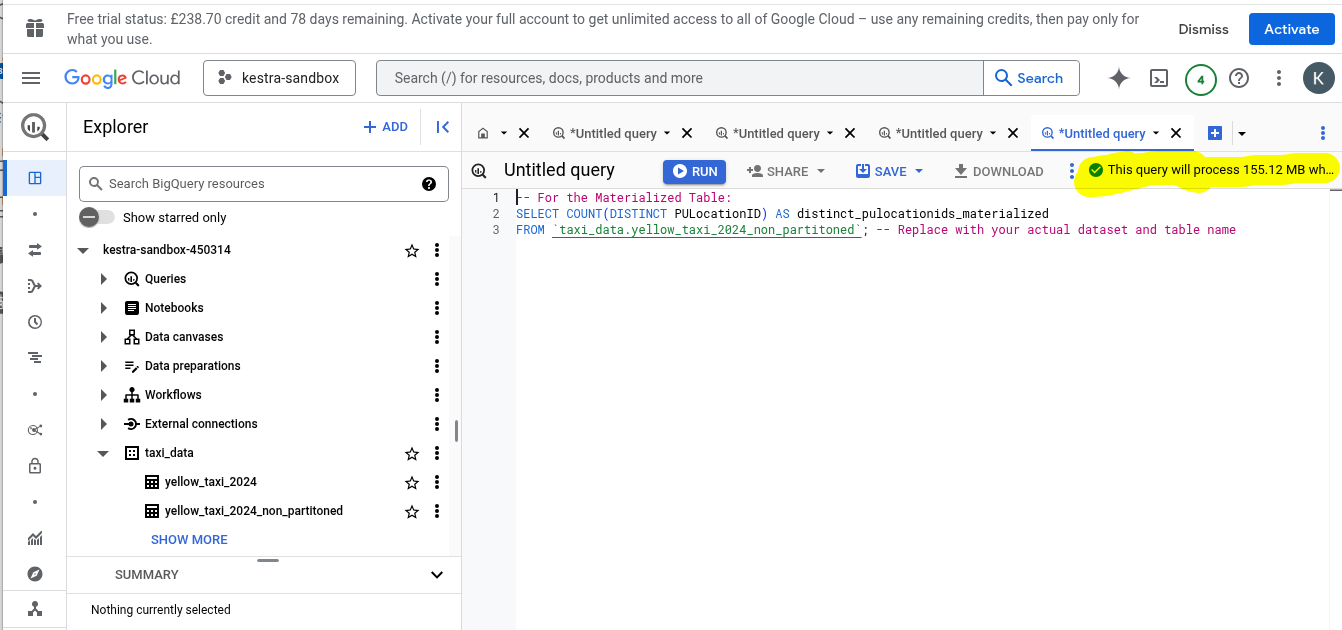 Free trial status: £238.70 credit and 78 days remaining. Activate your full account to get unlimited access to all of Google Cloud – use any remaining credits, then pay only for
what you use.
Dismiss
Activate
Google Cloud
kestra-sandbox
Search (/) for resources, docs, products and more
Search
4
K
Explorer
+ ADD
*Untitled query
*Untitled query
*Untitled query
*Untitled query
Untitled query
RUN
SHARE
SAVE
DOWNLOAD
This query will process 155.12 MB wh...
Search BigQuery resources
Show starred only
kestra-sandbox-450314
Queries
Notebooks
Data canvases
Data preparations
Workflows
External connections
taxi_data
yellow_taxi_2024
yellow_taxi_2024_non_partitoned
SHOW MORE
SUMMARY
Nothing currently selected
1 -- For the Materialized Table:
2 SELECT COUNT(DISTINCT PULocationID) AS distinct_pulocationids_materialized
3 FROM `taxi_data.yellow_taxi_2024_non_partitoned`; -- Replace with your actual dataset and table name